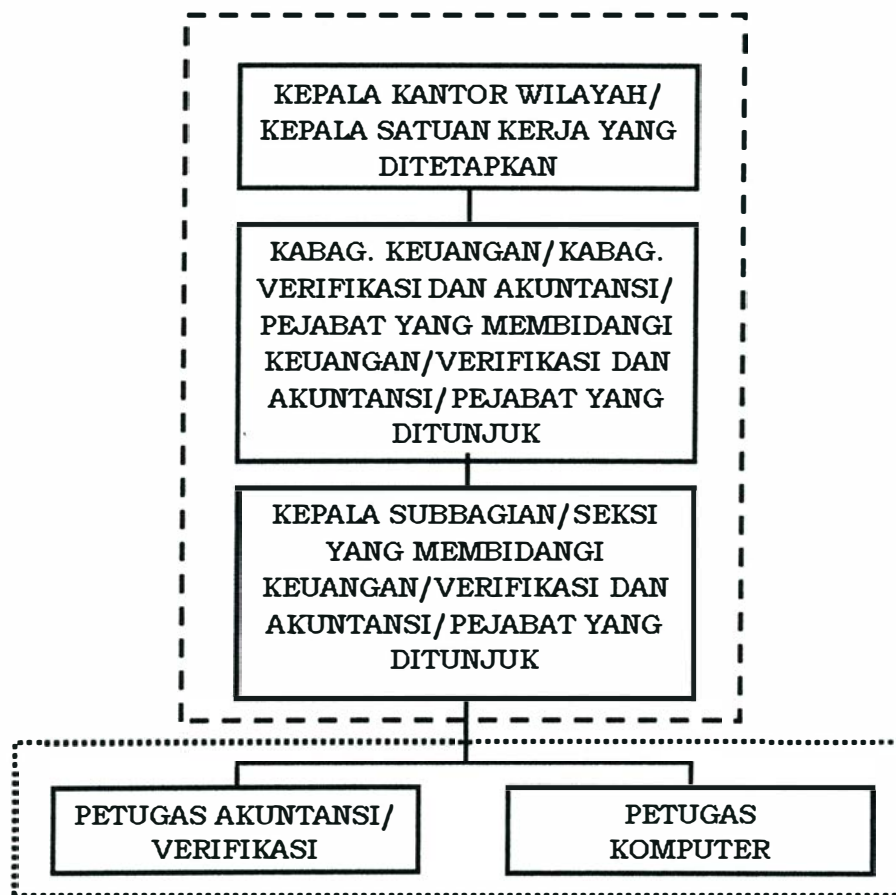 KEPALA KANTOR WILAYAH/
KEPALA SATUAN KERJA YANG
DITETAPKAN
KABAG. KEUANGAN/KABAG.
VERIFIKASI DAN AKUNTANSI/
PEJABAT YANG MEMBIDANGI
KEUANGAN/VERIFIKASI DAN
AKUNTANSI/PEJABAT YANG
DITUNJUK
KEPALA SUBBAGIAN/SEKSI
YANG MEMBIDANGI
KEUANGAN/VERIFIKASI DAN
AKUNTANSI/PEJABAT YANG
DITUNJUK
PETUGAS AKUNTANSI/
VERIFIKASI
PETUGAS
KOMPUTER